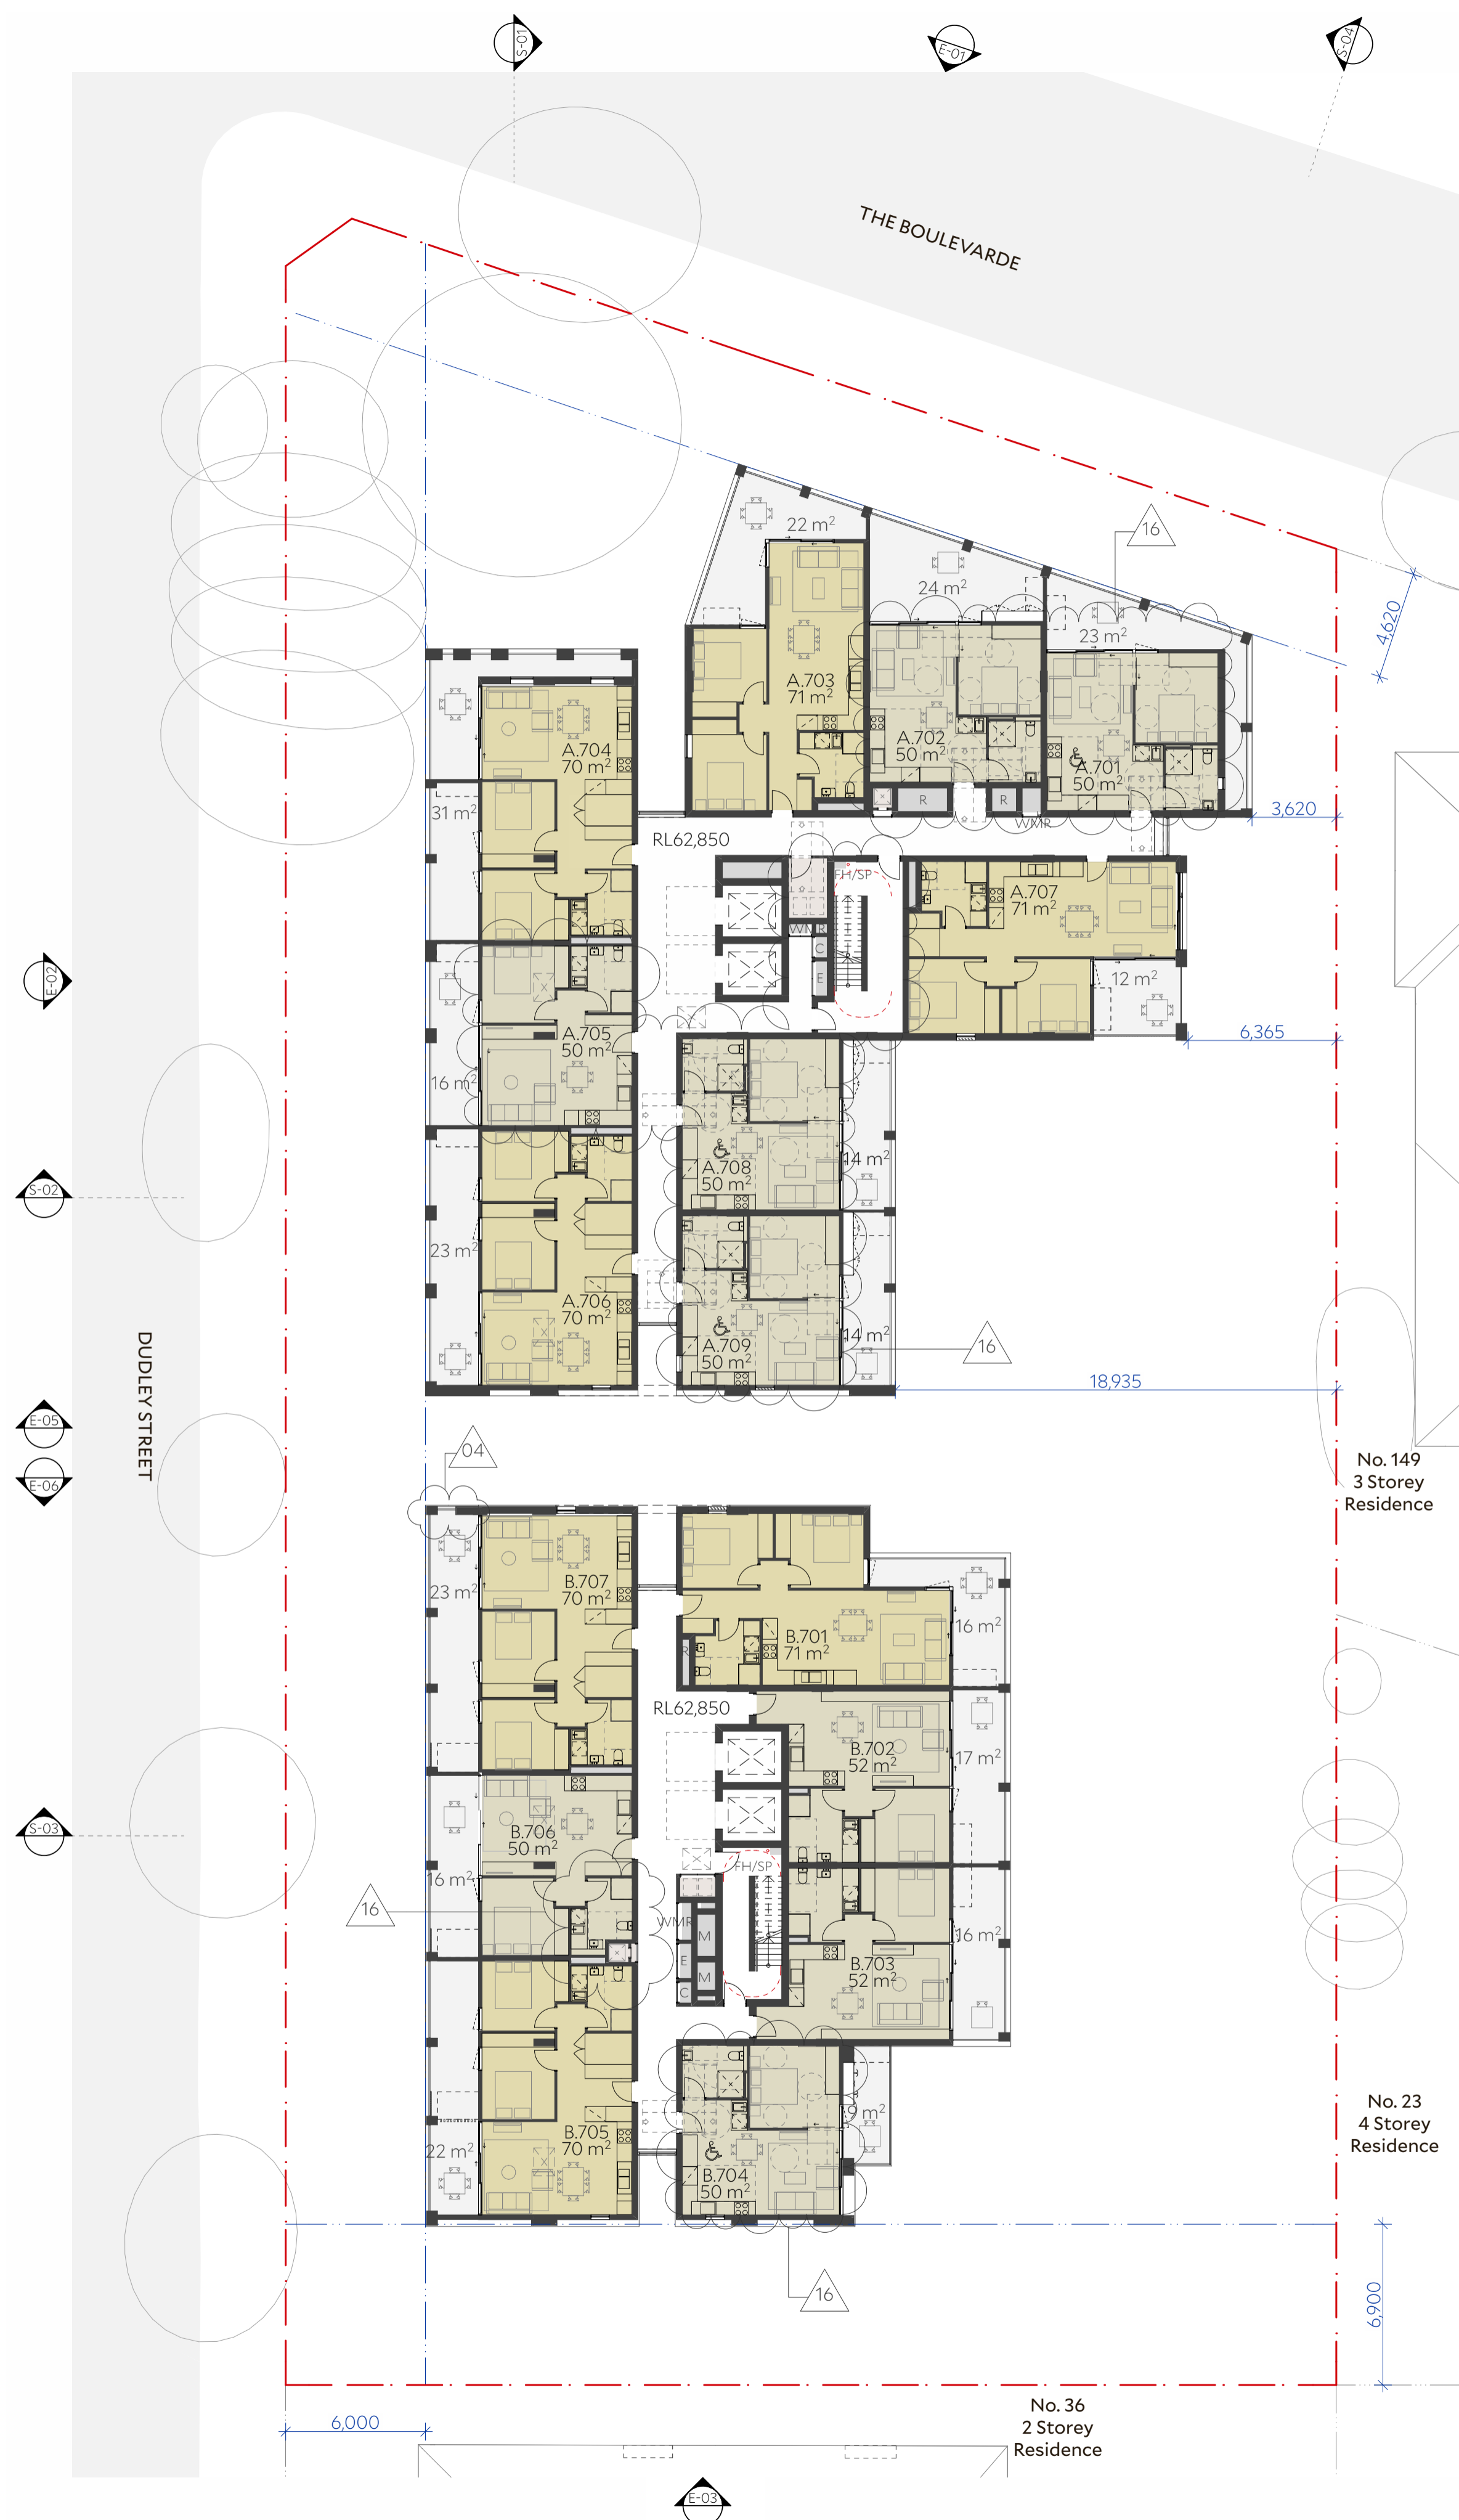 S-01
E-01
S-04
THE BOULEVARDE
16
22 m²
24 m²
23 m²
4,620
A.703
71 m²
A.702
50 m²
A.701
50 m²
A.704
70 m²
31 m²
R
R
WMR
3,620
RL62,850
FH/SP
A.707
71 m²
WMR
C
E
12 m²
E-02
6,365
A.705
50 m²
16 m²
A.708
50 m²
14 m²
S-02
23 m²
A.706
70 m²
A.709
50 m²
14 m²
16
18,935
DUDLEY STREET
E-05
E-06
04
No. 149
3 Storey
Residence
B.707
70 m²
23 m²
B.701
71 m²
R
16 m²
RL62,850
B.702
52 m²
17 m²
S-03
B.706
50 m²
16 m²
16
FH/SP
WMR
M
E
M
C
B.703
52 m²
16 m²
B.705
70 m²
22 m²
9 m²
B.704
50 m²
No. 23
4 Storey
Residence
16
6,900
6,000
No. 36
2 Storey
Residence
E-03